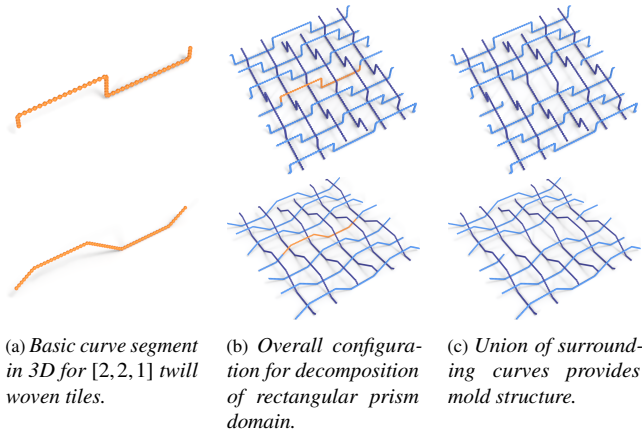 (a) Basic curve segment
in 3D for [2,2,1] twill
woven tiles.
(b) Overall configura-
tion for decomposition
of rectangular prism
domain.
(c) Union of surround-
ing curves provides
mold structure.